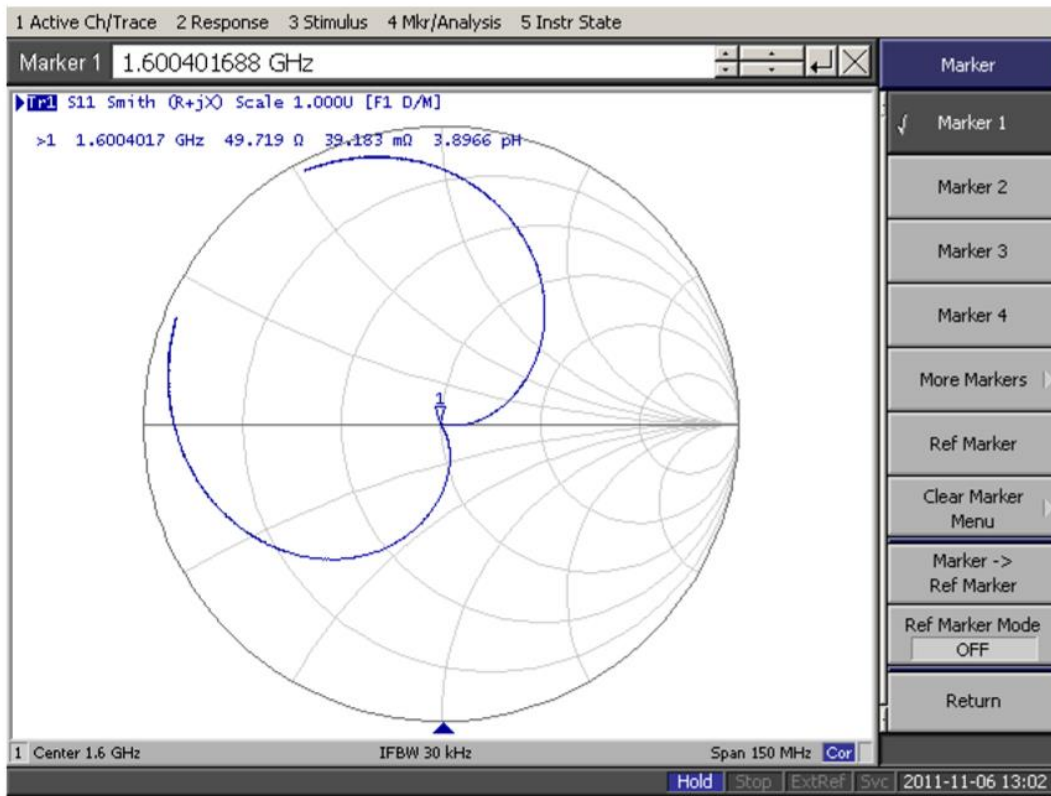 1 Active Ch/Trace 2 Response 3 Stimulus 4 Mkr/Analysis 5 Instr State
Marker 1 1.600401688 GHz
Marker
Tr1 S11 Smith (R+jX) Scale 1.000U [F1 D/M]
>1 1.6004017 GHz 49.719 Ω 39.183 mΩ 3.8966 pH
1
Marker 1
Marker 2
Marker 3
Marker 4
More Markers
Ref Marker
Clear Marker
Menu
Marker ->
Ref Marker
Ref Marker Mode
OFF
Return
1 Center 1.6 GHz IFBW 30 kHz Span 150 MHz Cor
Hold Stop ExtRef Svc 2011-11-06 13:02